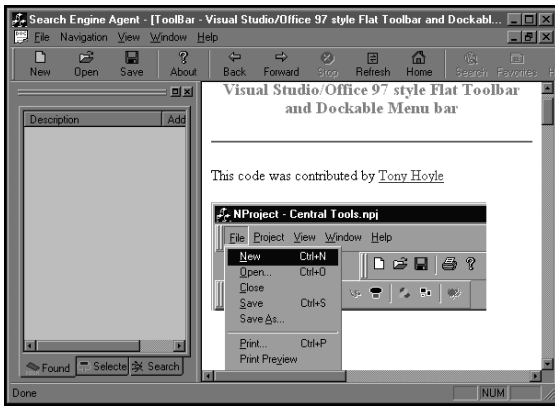 Search Engine Agent - [ToolBar - Visual Studio/Office 97 style Flat Toolbar and Dockabl...
File Navigation View Window Help
New Open Save About Back Forward Stop Refresh Home Search Favorites H
Description Add
Visual Studio/Office 97 style Flat Toolbar
and Dockable Menu bar
This code was contributed by Tony Hoyle
NProject - Central Tools.npj
File Project View Window Help
New Ctrl+N
Open... Ctrl+O
Close
Save Ctrl+S
Save As...
Print... Ctrl+P
Print Preview
Found Selecte Search
Done NUM